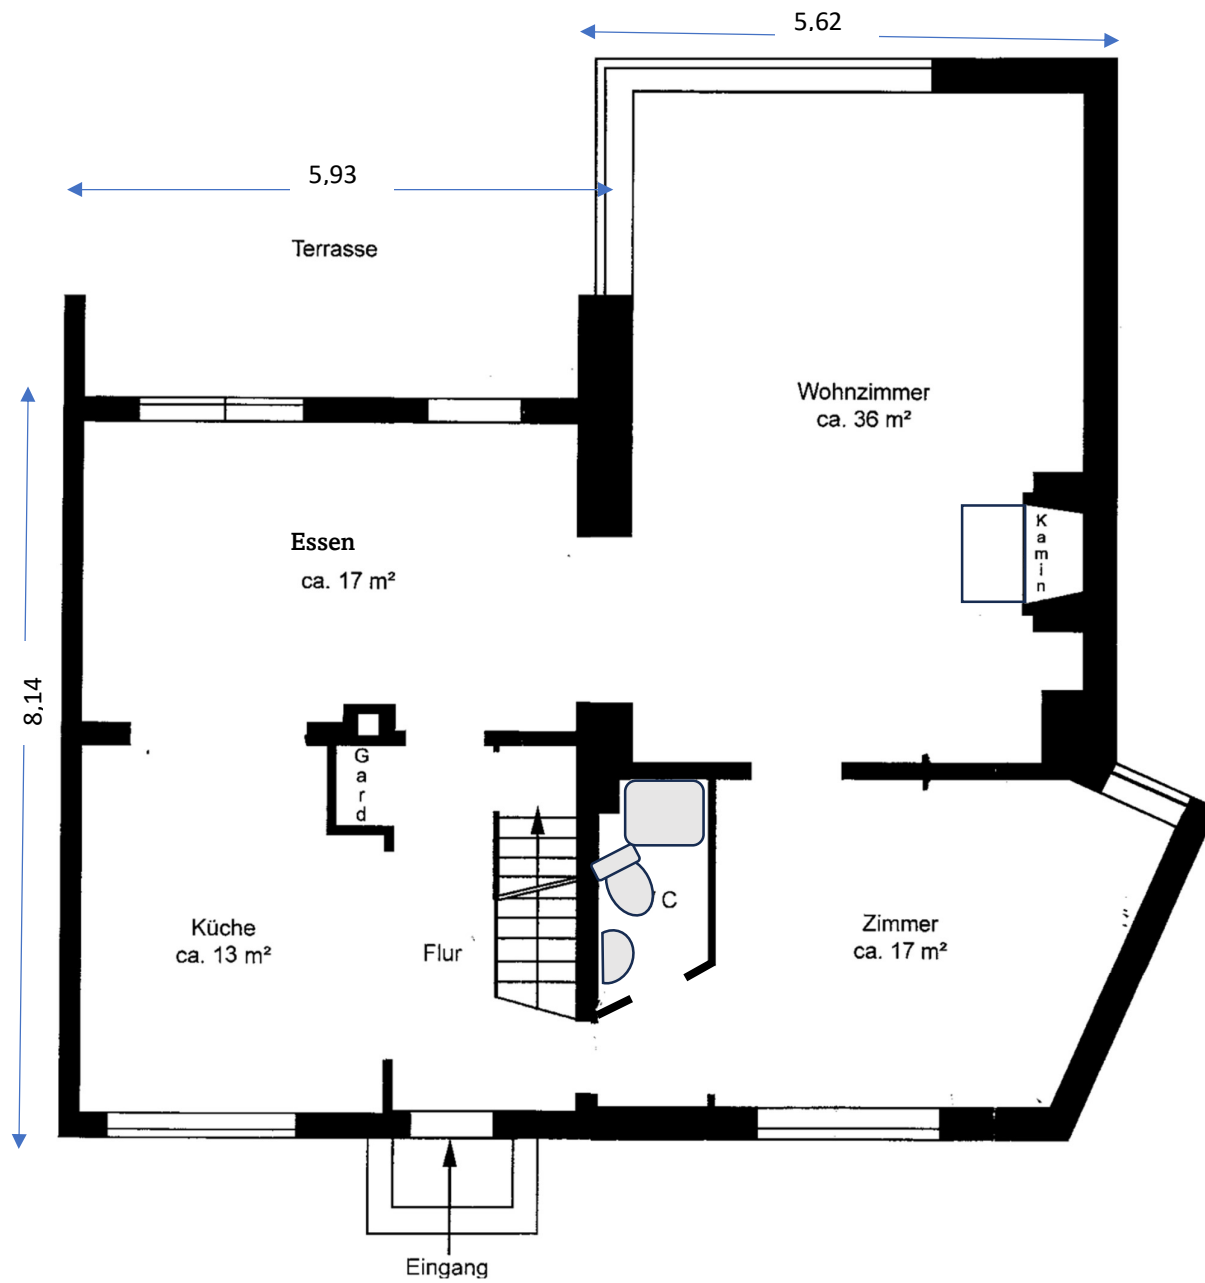 5,62
5,93
Terrasse
Wohnzimmer
ca. 36 m²
Kamin
Essen
ca. 17 m²
8,14
Gard
C
Küche
ca. 13 m²
Flur
Zimmer
ca. 17 m²
Eingang